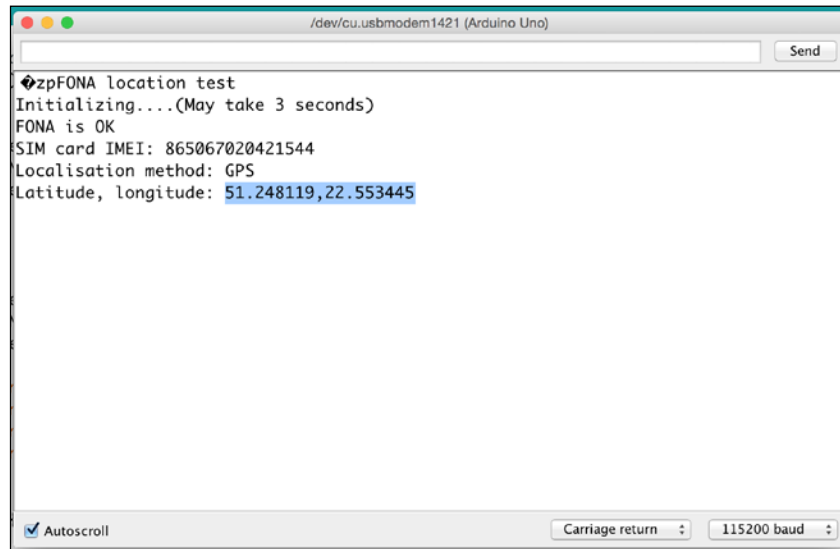 /dev/cu.usbmodem1421 (Arduino Uno)
Send
�zpFONA location test
Initializing....(May take 3 seconds)
FONA is OK
SIM card IMEI: 865067020421544
Localisation method: GPS
Latitude, longitude: 51.248119,22.553445
Autoscroll
Carriage return
115200 baud